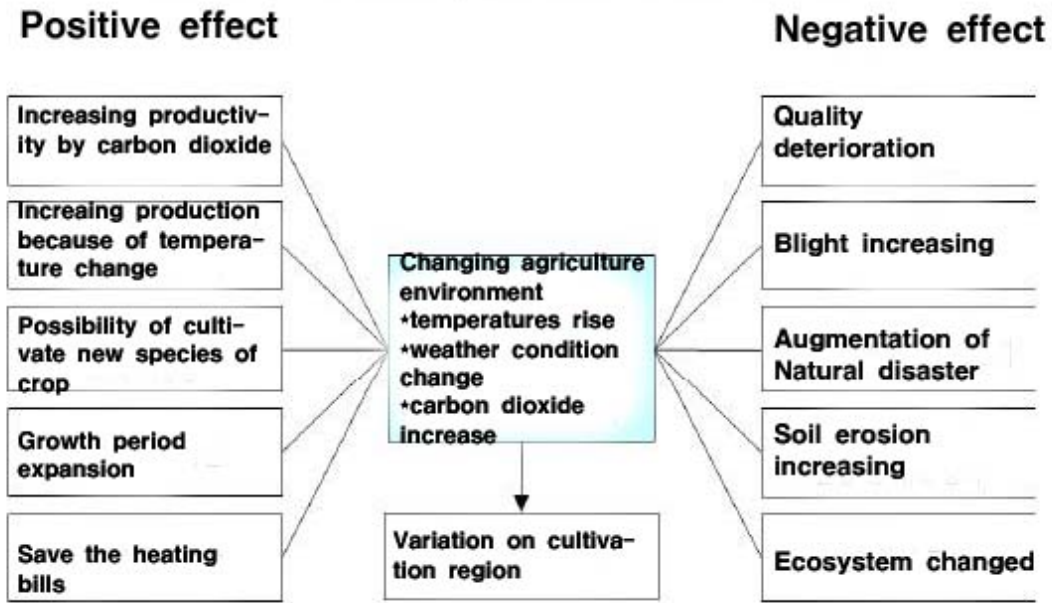 Positive effect
Negative effect
Increasing productiv-
ity by carbon dioxide
Increaing production
because of tempera-
ture change
Possibility of culti-
vate new species of
crop
Growth period
expansion
Save the heating
bills
Changing agriculture
environment
*temperatures rise
*weather condition
change
*carbon dioxide
increase
Variation on cultiva-
tion region
Quality
deterioration
Blight increasing
Augmentation of
Natural disaster
Soil erosion
increasing
Ecosystem changed